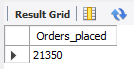 Result Grid
Orders_placed
21350